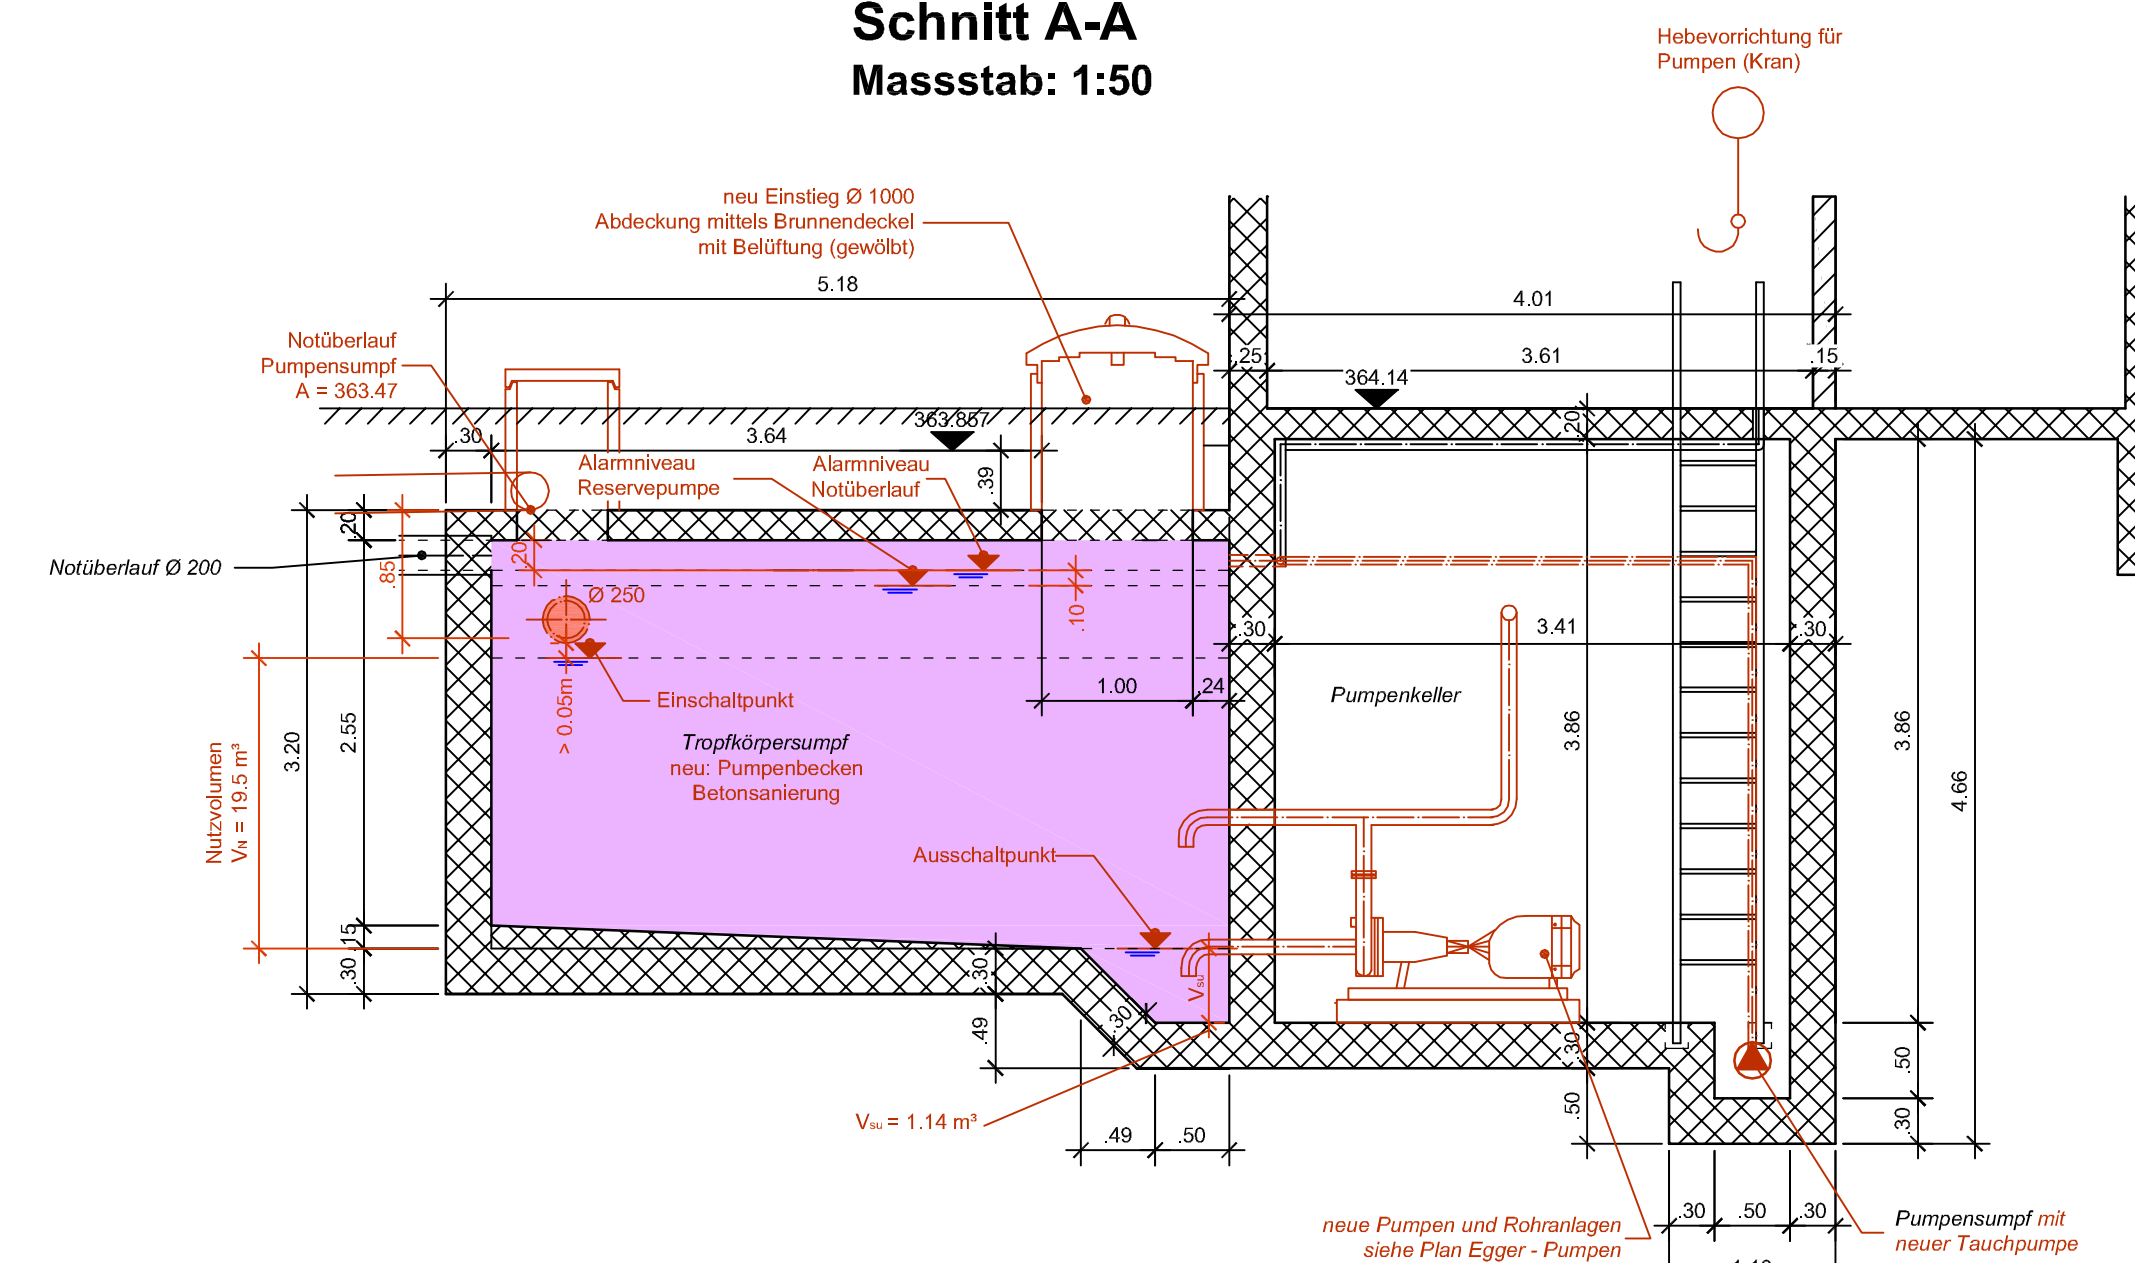 Schnitt A-A
Massstab: 1:50
Hebevorrichtung für
Pumpen (Kran)
neu Einstieg Ø 1000
Abdeckung mittels Brunnendeckel
mit Belüftung (gewölbt)
5.18
4.01
Notüberlauf
Pumpensumpf
A = 363.47
.25
3.61
.15
364.14
363.857
.20
.30
3.64
.39
Alarmniveau
Reservepumpe
Alarmniveau
Notüberlauf
.20
.20
Notüberlauf Ø 200
.85
Ø 250
.10
.30
3.41
.30
Einschaltpunkt
1.00
.24
Pumpenkeller
> 0.05m
Nutzvolumen
VN = 19.5 m³
3.20
2.55
3.86
3.86
4.66
Tropfkörpersumpf
neu: Pumpenbecken
Betonsanierung
Ausschaltpunkt
.15
.30
.30
.49
.30
Vsu
.30
.50
.50
.30
Vsu = 1.14 m³
.49
.50
.30
.50
.30
neue Pumpen und Rohranlagen
siehe Plan Egger - Pumpen
Pumpensumpf mit
neuer Tauchpumpe